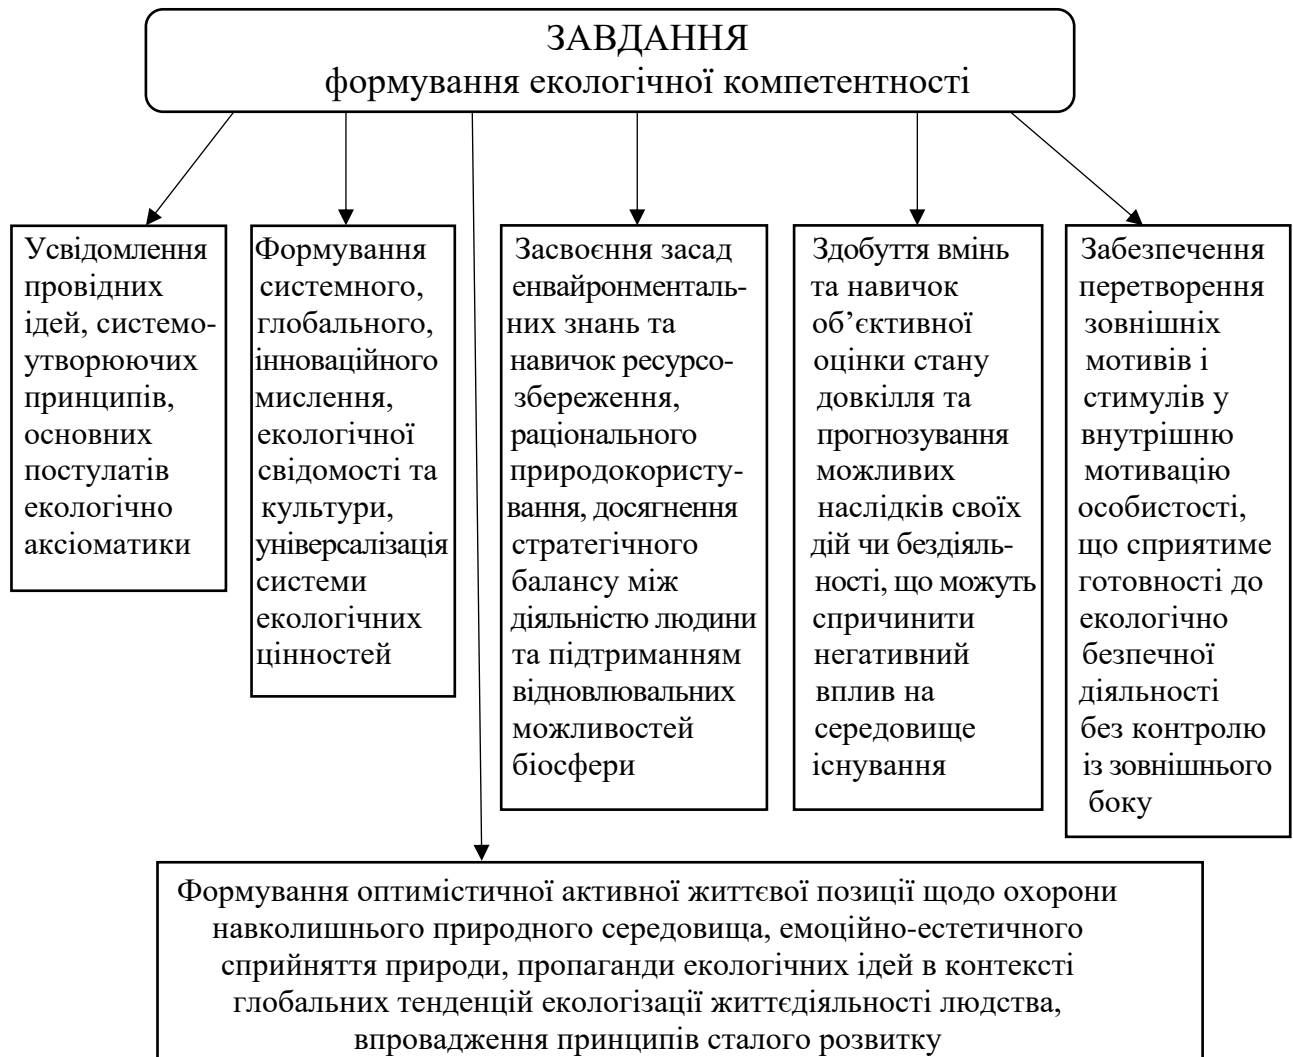 ЗАВДАННЯ
формування екологічної компетентності
Усвідомлення
провідних
ідей, системо-
утворюючих
принципів,
основних
постулатів
екологічно
аксіоматики
Формування
системного,
глобального,
інноваційного
мислення,
екологічної
свідомості та
культури,
універсалізація
системи
екологічних
цінностей
Засвоєння засад
енвайронменталь-
них знань та
навичок ресурсо-
збереження,
раціонального
природокористу-
вання, досягнення
стратегічного
балансу між
діяльністю людини
та підтриманням
відновлювальних
можливостей
біосфери
Здобуття вмінь
та навичок
об’єктивної
оцінки стану
довкілля та
прогнозування
можливих
наслідків своїх
дій чи бездіяль-
ності, що можуть
спричинити
негативний
вплив на
середовище
існування
Забезпечення
перетворення
зовнішніх
мотивів і
стимулів у
внутрішню
мотивацію
особистості,
що сприятиме
готовності до
екологічно
безпечної
діяльності
без контролю
із зовнішнього
боку
Формування оптимістичної активної життєвої позиції щодо охорони
навколишнього природного середовища, емоційно-естетичного
сприйняття природи, пропаганди екологічних ідей в контексті
глобальних тенденцій екологізації життєдіяльності людства,
впровадження принципів сталого розвитку